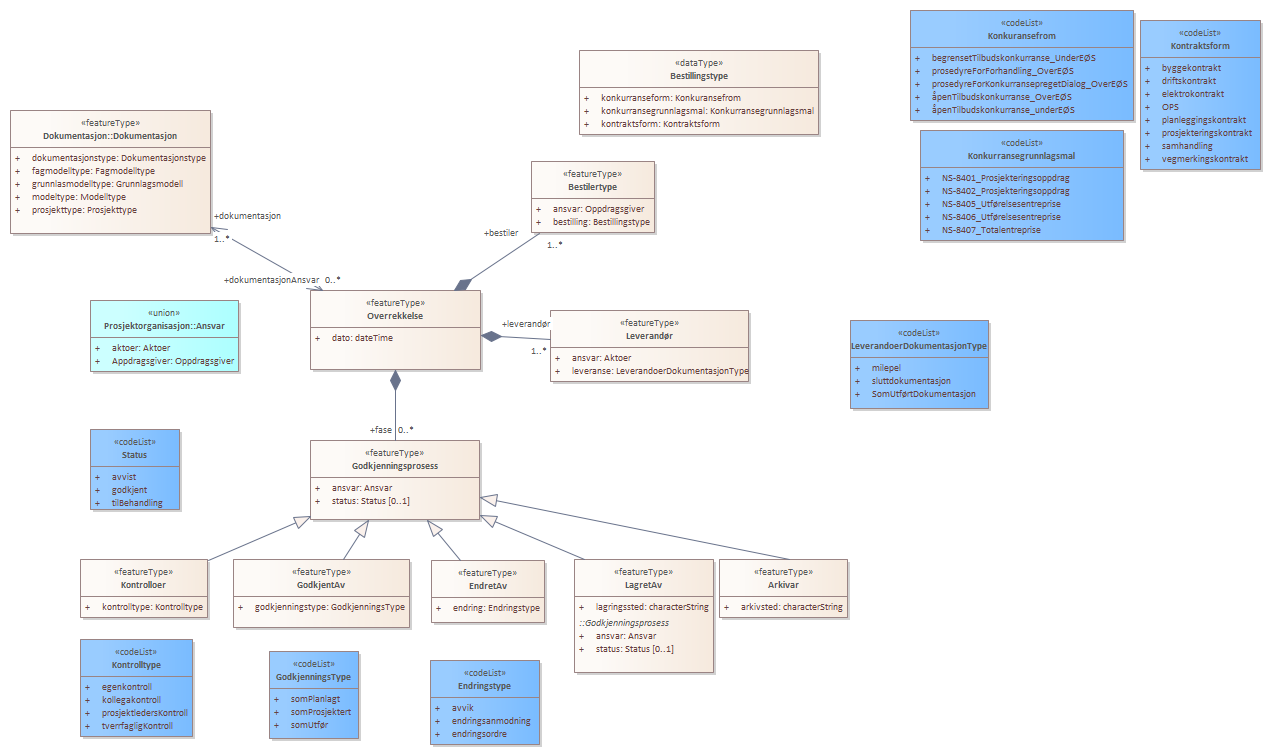 «dataType»
Bestillingstype
+ konkurranseform: Konkuransefrom
+ konkurransegrunnlagsmal: Konkurransegrunnlagsmal
+ kontraktsform: Kontraktsform
«codeList»
Konkuransefrom
+ begrensetTilbudskonkurranse_UnderEØS
+ prosedyreForForhandling_OverEØS
+ prosedyreForKonkurransepregetDialog_OverEØS
+ åpenTilbudskonkurranse_OverEØS
+ åpenTilbudskonkurranse_underEØS
«codeList»
Kontraktsform
+ byggekontrakt
+ driftskontrakt
+ elektrokontrakt
+ OPS
+ planleggingskontrakt
+ prosjekteringskontrakt
+ samhandling
+ vegmerkingskontrakt
«featureType»
Dokumentasjon::Dokumentasjon
+ dokumentasjonstype: Dokumentasjonstype
+ fagmodelltype: Fagmodelltype
+ grunnlasmodelltype: Grunnlagsmodell
+ modeltype: Modelltype
+ prosjekttype: Prosjekttype
«codeList»
Konkurransegrunnlagsmal
+ NS-8401_Prosjekteringsoppdrag
+ NS-8402_Prosjekteringsoppdrag
+ NS-8405_Utførelsesentreprise
+ NS-8406_Utførelsesentreprise
+ NS-8407_Totalentreprise
«featureType»
Bestilertype
+ ansvar: Oppdragsgiver
+ bestilling: Bestillingstype
+dokumentasjon
1..*
+bestiler
1..*
+dokumentasjonAnsvar 0..*
«featureType»
Overrekkelse
+ dato: dateTime
«union»
Prosjektorganisasjon::Ansvar
+ aktoer: Aktoer
+ Appdragsgiver: Oppdragsgiver
+leverandør
1..*
«featureType»
Leverandør
+ ansvar: Aktoer
+ leveranse: LeverandoerDokumentasjonType
«codeList»
LeverandoerDokumentasjonType
+ milepel
+ sluttdokumentasjon
+ SomUtførtDokumentasjon
+fase 0..*
«codeList»
Status
+ avvist
+ godkjent
+ tilBehandling
«featureType»
Godkjenningsprosess
+ ansvar: Ansvar
+ status: Status [0..1]
«featureType»
Kontrolloer
+ kontrolltype: Kontrolltype
«featureType»
GodkjentAv
+ godkjenningstype: GodkjenningsType
«featureType»
EndretAv
+ endring: Endringstype
«featureType»
LagretAv
+ lagringssted: characterString
::Godkjenningsprosess
+ ansvar: Ansvar
+ status: Status [0..1]
«featureType»
Arkivar
+ arkivsted: characterString
«codeList»
Kontrolltype
+ egenkontroll
+ kollegakontroll
+ prosjektledersKontroll
+ tverrfagligKontroll
«codeList»
GodkjenningsType
+ somPlanlagt
+ somProsjektert
+ somUtfør
«codeList»
Endringstype
+ avvik
+ endringsanmodning
+ endringsordre